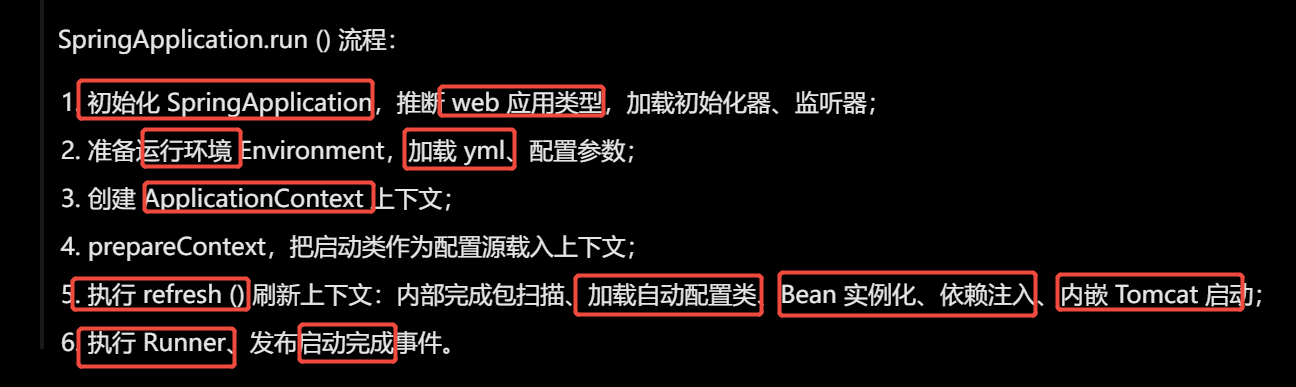 SpringApplication.run () 流程：
1. 初始化 SpringApplication，推断 web 应用类型，加载初始化器、监听器；
2. 准备运行环境 Environment，加载 yml、配置参数；
3. 创建 ApplicationContext 上下文；
4. prepareContext，把启动类作为配置源载入上下文；
5. 执行 refresh () 刷新上下文：内部完成包扫描、加载自动配置类、Bean 实例化、依赖注入、内嵌 Tomcat 启动；
6. 执行 Runner、发布启动完成事件。